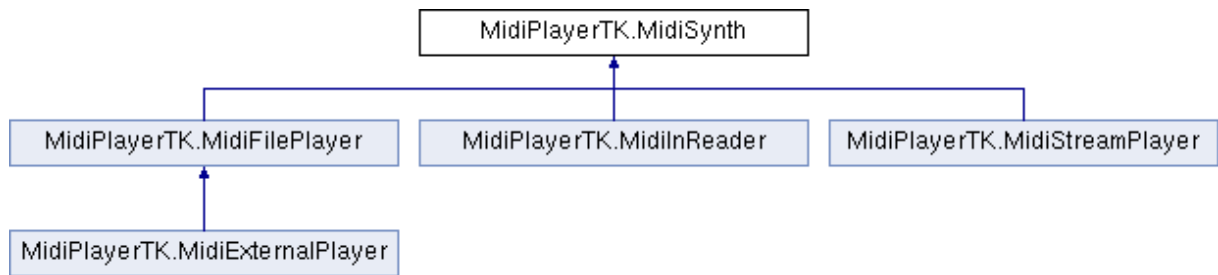 MidiPlayerTK.MidiSynth
MidiPlayerTK.MidiFilePlayer
MidiPlayerTK.MidiInReader
MidiPlayerTK.MidiStreamPlayer
MidiPlayerTK.MidiExternalPlayer